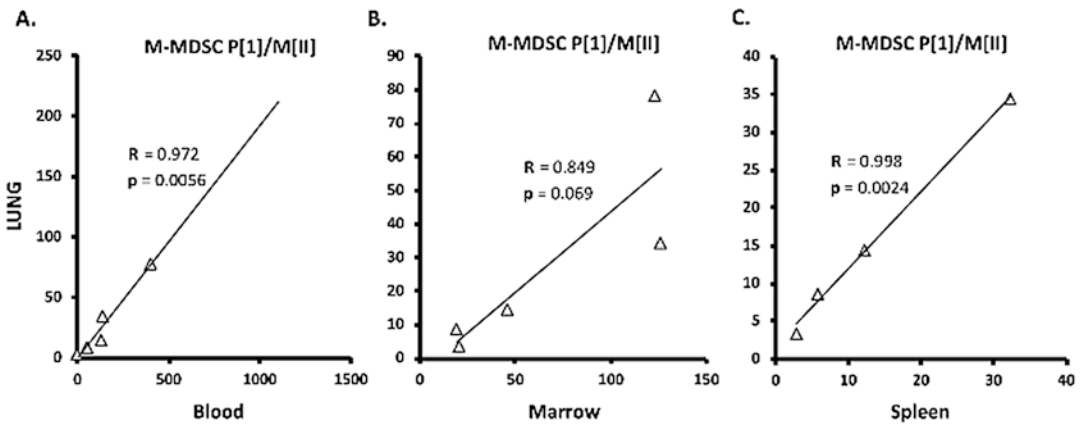 A.
M-MDSC P[1]/M[II]
250
200
150
100
50
0
LUNG
R = 0.972
p = 0.0056
0 500 1000 1500
Blood
B.
M-MDSC P[1]/M[II]
90
80
70
60
50
40
30
20
10
0
R = 0.849
p = 0.069
0 50 100 150
Marrow
C.
M-MDSC P[1]/M[II]
40
35
30
25
20
15
10
5
0
R = 0.998
p = 0.0024
0 10 20 30 40
Spleen